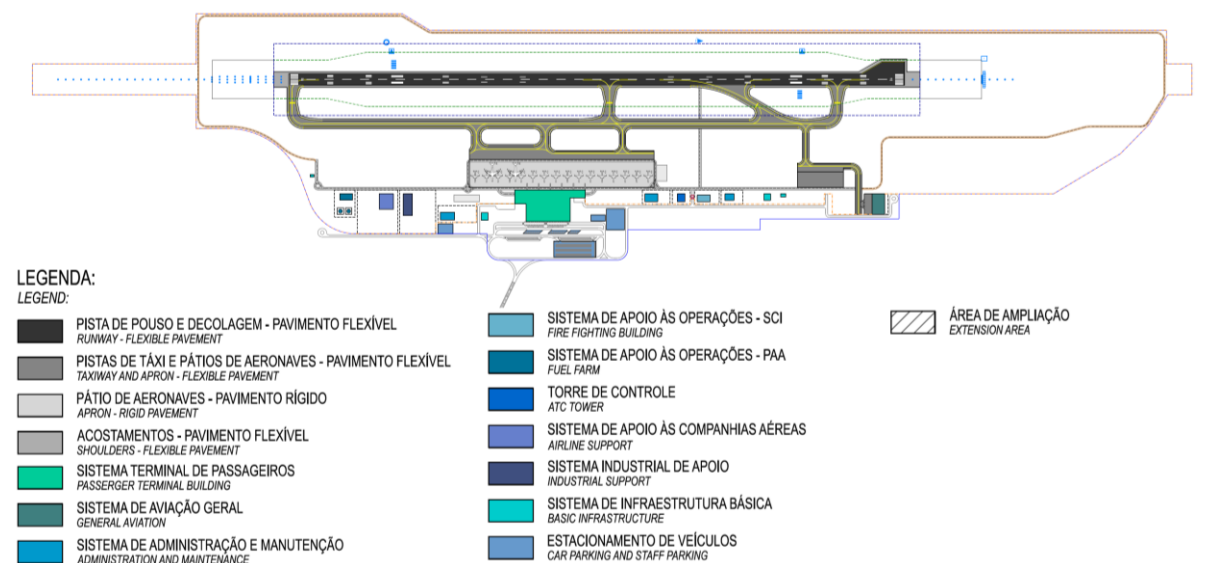 LEGENDA:
LEGEND:
PISTA DE POUSO E DECOLAGEM - PAVIMENTO FLEXÍVEL
RUNWAY - FLEXIBLE PAVEMENT
PISTAS DE TÁXI E PÁTIOS DE AERONAVES - PAVIMENTO FLEXÍVEL
TAXIWAY AND APRON - FLEXIBLE PAVEMENT
PÁTIO DE AERONAVES - PAVIMENTO RÍGIDO
APRON - RIGID PAVEMENT
ACOSTAMENTOS - PAVIMENTO FLEXÍVEL
SHOULDERS - FLEXIBLE PAVEMENT
SISTEMA TERMINAL DE PASSAGEIROS
PASSERGER TERMINAL BUILDING
SISTEMA DE AVIAÇÃO GERAL
GENERAL AVIATION
SISTEMA DE ADMINISTRAÇÃO E MANUTENÇÃO
ADMINISTRATION AND MAINTENANCE
SISTEMA DE APOIO ÀS OPERAÇÕES - SCI
FIRE FIGHTING BUILDING
SISTEMA DE APOIO ÀS OPERAÇÕES - PAA
FUEL FARM
TORRE DE CONTROLE
ATC TOWER
SISTEMA DE APOIO ÀS COMPANHIAS AÉREAS
AIRLINE SUPPORT
SISTEMA INDUSTRIAL DE APOIO
INDUSTRIAL SUPPORT
SISTEMA DE INFRAESTRUTURA BÁSICA
BASIC INFRASTRUCTURE
ESTACIONAMENTO DE VEÍCULOS
CAR PARKING AND STAFF PARKING
ÁREA DE AMPLIAÇÃO
EXTENSION AREA